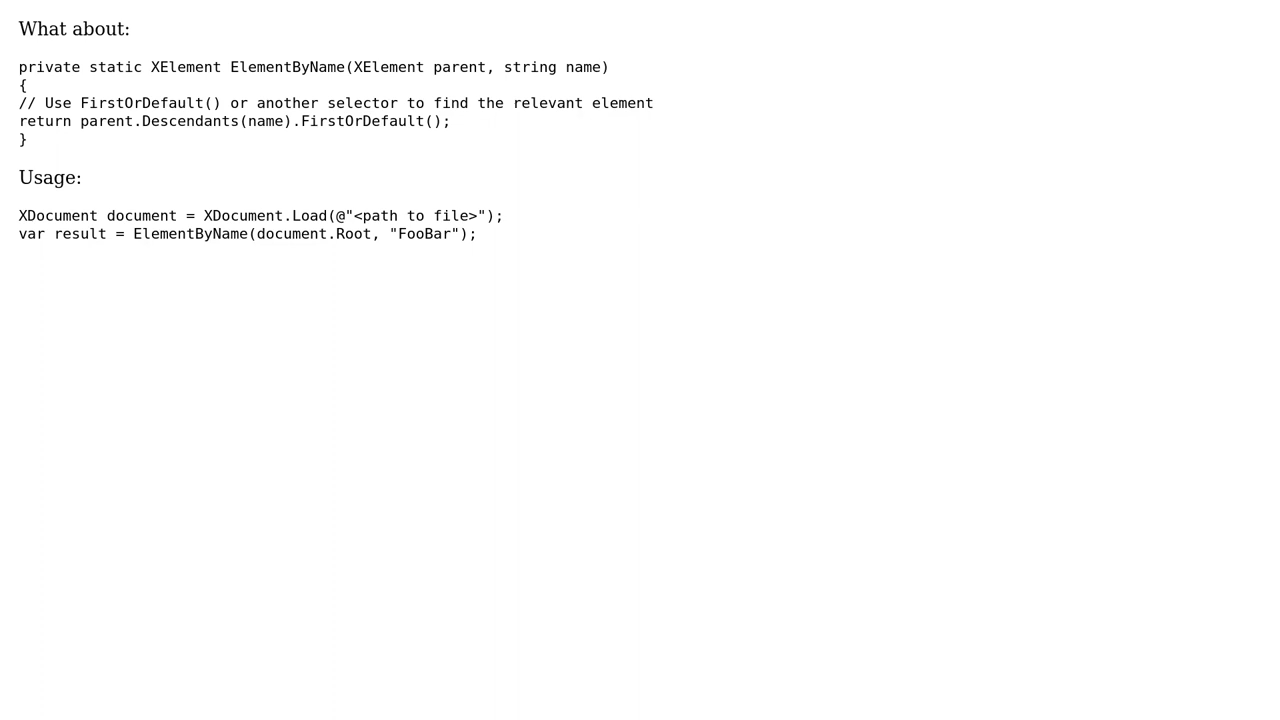 What about:
private static XElement ElementByName(XElement parent, string name)
{
// Use FirstOrDefault() or another selector to find the relevant element
return parent.Descendants(name).FirstOrDefault();
}
Usage:
XDocument document = XDocument.Load(@"<path to file>");
var result = ElementByName(document.Root, "FooBar");